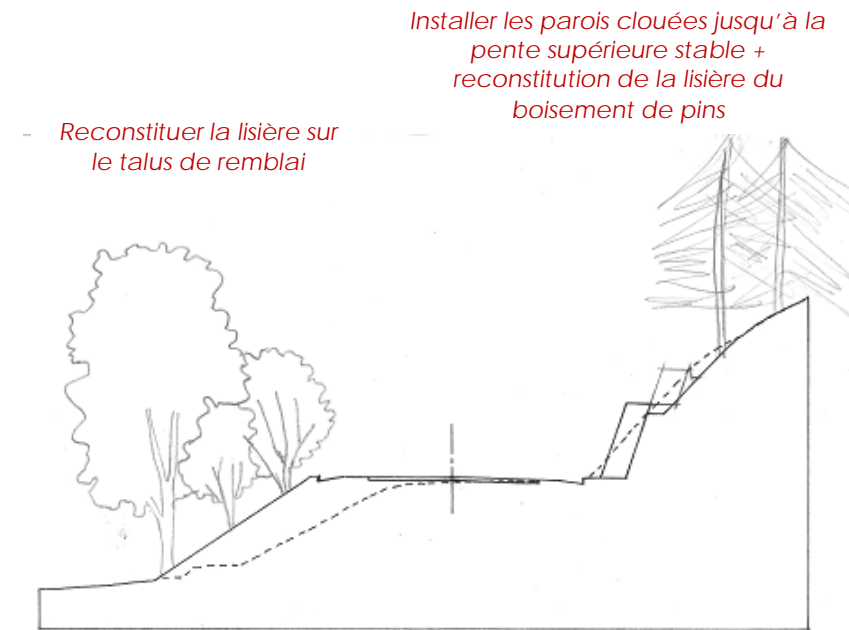 Installer les parois clouées jusqu'à la
pente supérieure stable +
reconstitution de la lisière du
boisement de pins
Reconstituer la lisière sur
le talus de remblai